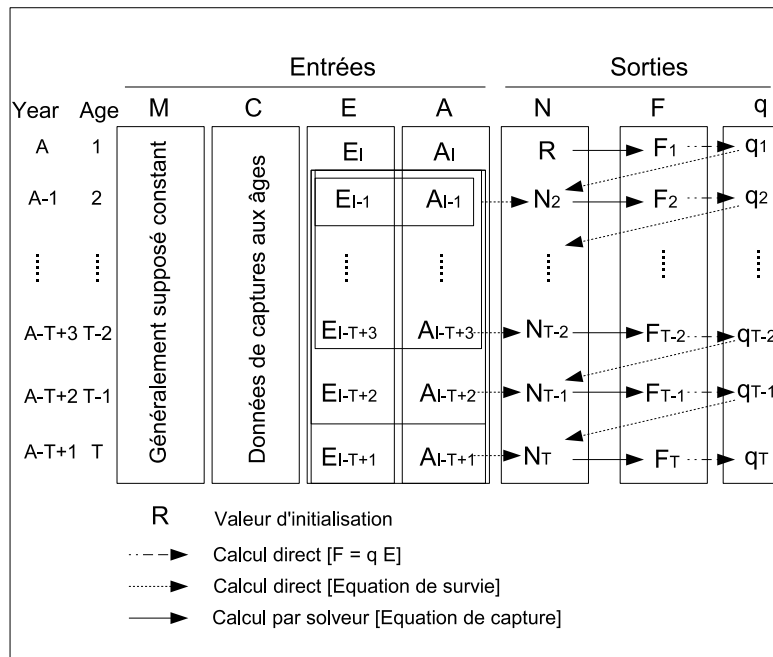 Entrées Sorties
Year Age M C E A N F q
Généralement supposé constant
Données de captures aux âges
A 1 EI AI R F1 q1
A-1 2 EI-1 AI-1 N2 F2 q2
A-T+3 T-2 EI-T+3 AI-T+3 NT-2 FT-2 qT-2
A-T+2 T-1 EI-T+2 AI-T+2 NT-1 FT-1 qT-1
A-T+1 T EI-T+1 AI-T+1 NT FT qT
R Valeur d'initialisation
Calcul direct [F = q E]
Calcul direct [Equation de survie]
Calcul par solveur [Equation de capture]